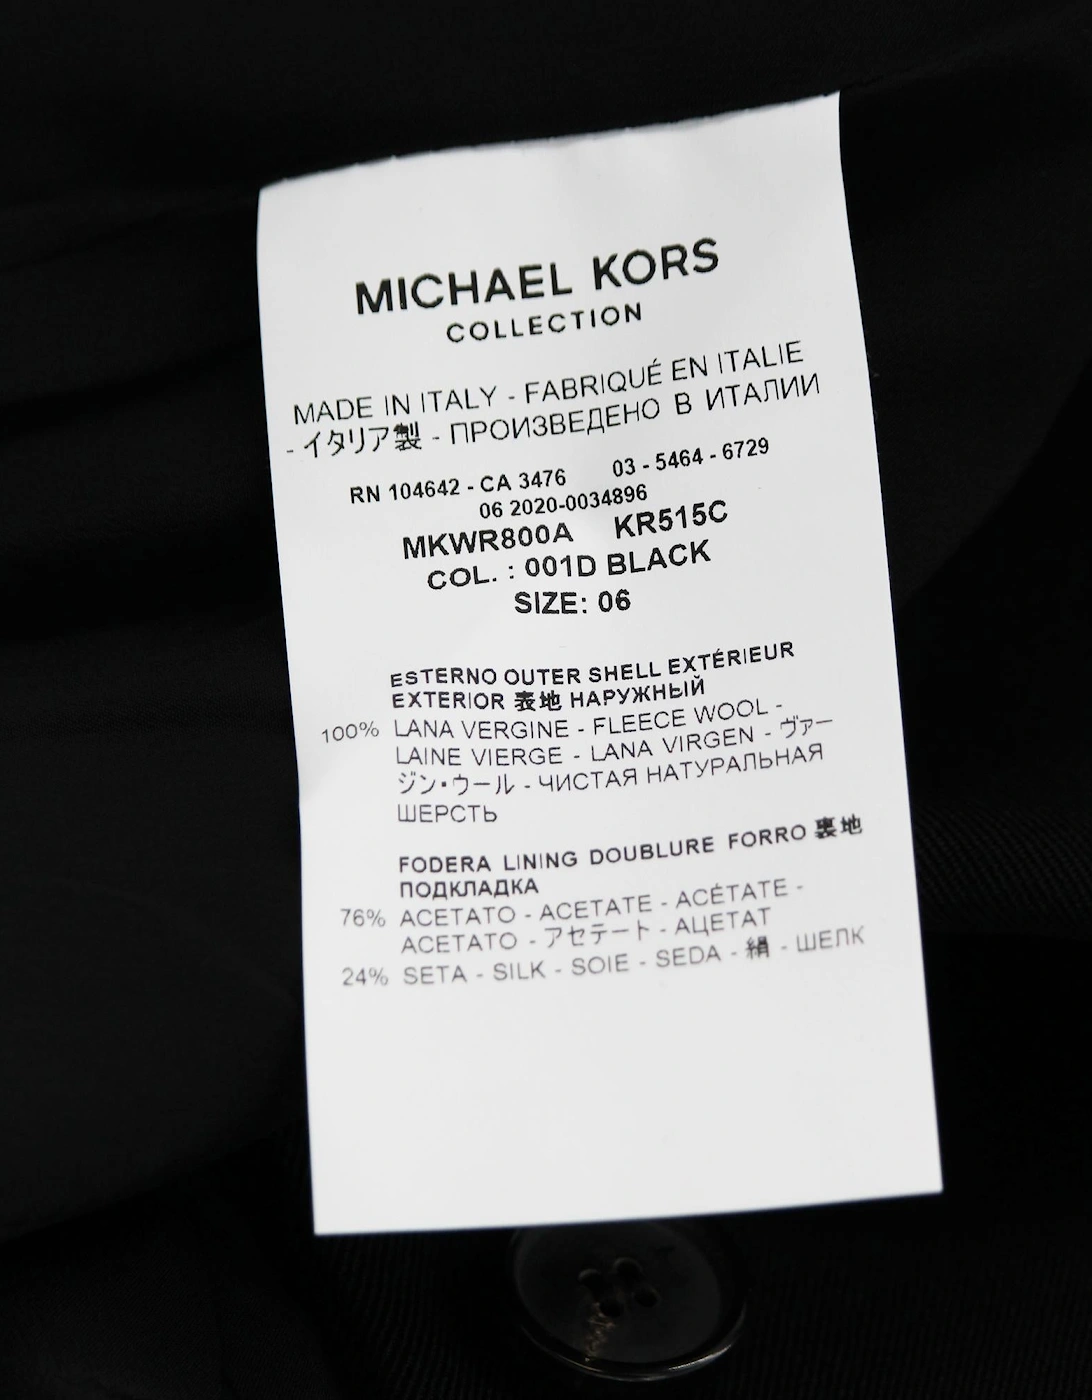 MICHAEL KORS
COLLECTION
MADE IN ITALY - FABRIQUÉ EN ITALIE
- イタリア製 - ПРОИЗВЕДЕНО В ИТАЛИИ
RN 104642 - CA 3476 03 - 5464 - 6729
06 2020-0034896
MKWR800A KR515C
COL. : 001D BLACK
SIZE: 06
ESTERNO OUTER SHELL EXTÉRIEUR
EXTERIOR 表地 НАРУЖНЫЙ
100% LANA VERGINE - FLEECE WOOL -
LAINE VIERGE - LANA VIRGEN - ヴァー
ジン・ウール - ЧИСТАЯ НАТУРАЛЬНАЯ
ШЕРСТЬ
FODERA LINING DOUBLURE FORRO 裏地
ПОДКЛАДКА
76% ACETATO - ACETATE - ACÉTATE -
ACETATO - アセテート - АЦЕТАТ
24% SETA - SILK - SOIE - SEDA - 絹 - ШЕЛК